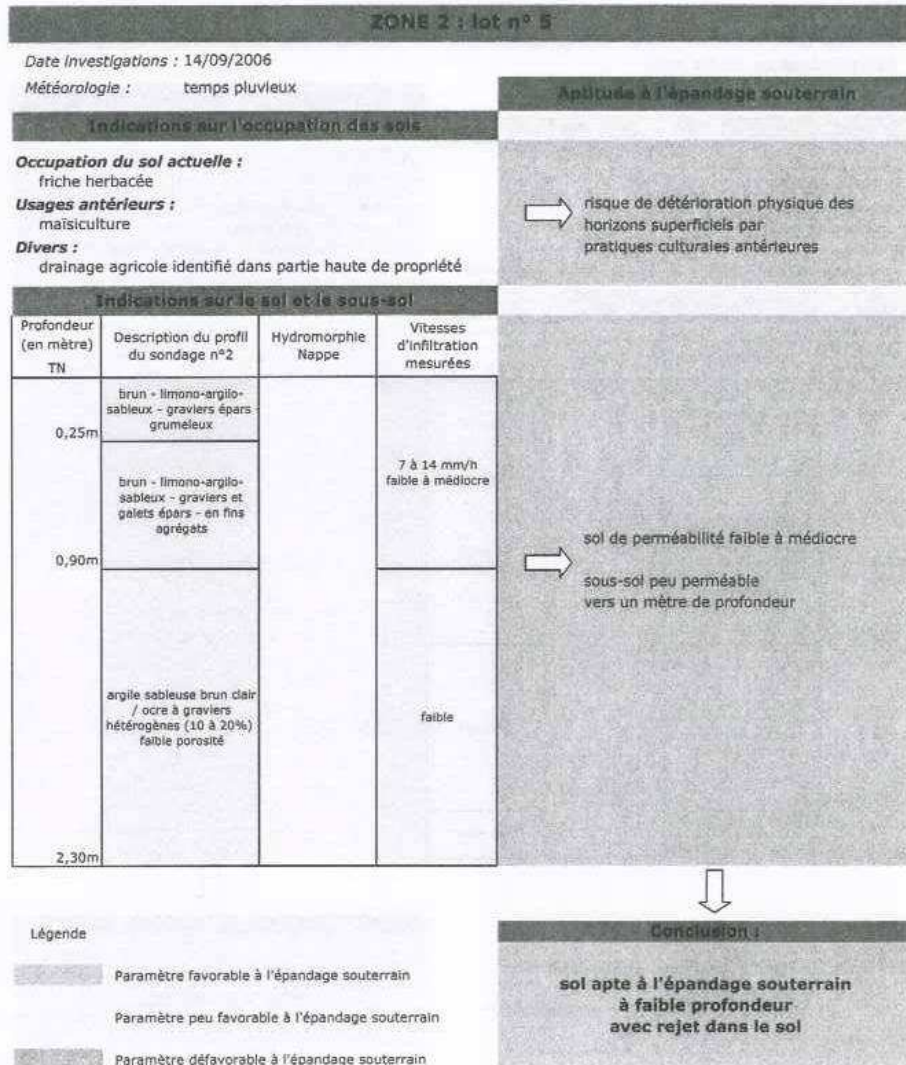 ZONE 2 : lot n° 5
Date investigations : 14/09/2006
Météorologie : temps pluvieux
Aptitude à l'épandage souterrain
Indications sur l'occupation des sols
Occupation du sol actuelle :
friche herbacée
Usages antérieurs :
maïsiculture
Divers :
drainage agricole identifié dans partie haute de propriété
risque de détérioration physique des
horizons superficiels par
pratiques culturales antérieures
Indications sur le sol et le sous-sol
Profondeur
(en mètre)
TN
Description du profil
du sondage n°2
Hydromorphie
Nappe
Vitesses
d'infiltration
mesurées
0,25m
brun - limono-argilo-
sableux - graviers épars
grumeleux
0,90m
brun - limono-argilo-
sableux - graviers et
galets épars - en fins
agrégats
7 à 14 mm/h
faible à médiocre
2,30m
argile sableuse brun clair
/ ocre à graviers
hétérogènes (10 à 20%)
faible porosité
faible
sol de perméabilité faible à médiocre
sous-sol peu perméable
vers un mètre de profondeur
Légende
Paramètre favorable à l'épandage souterrain
Paramètre peu favorable à l'épandage souterrain
Paramètre défavorable à l'épandage souterrain
Conclusion :
sol apte à l'épandage souterrain
à faible profondeur
avec rejet dans le sol